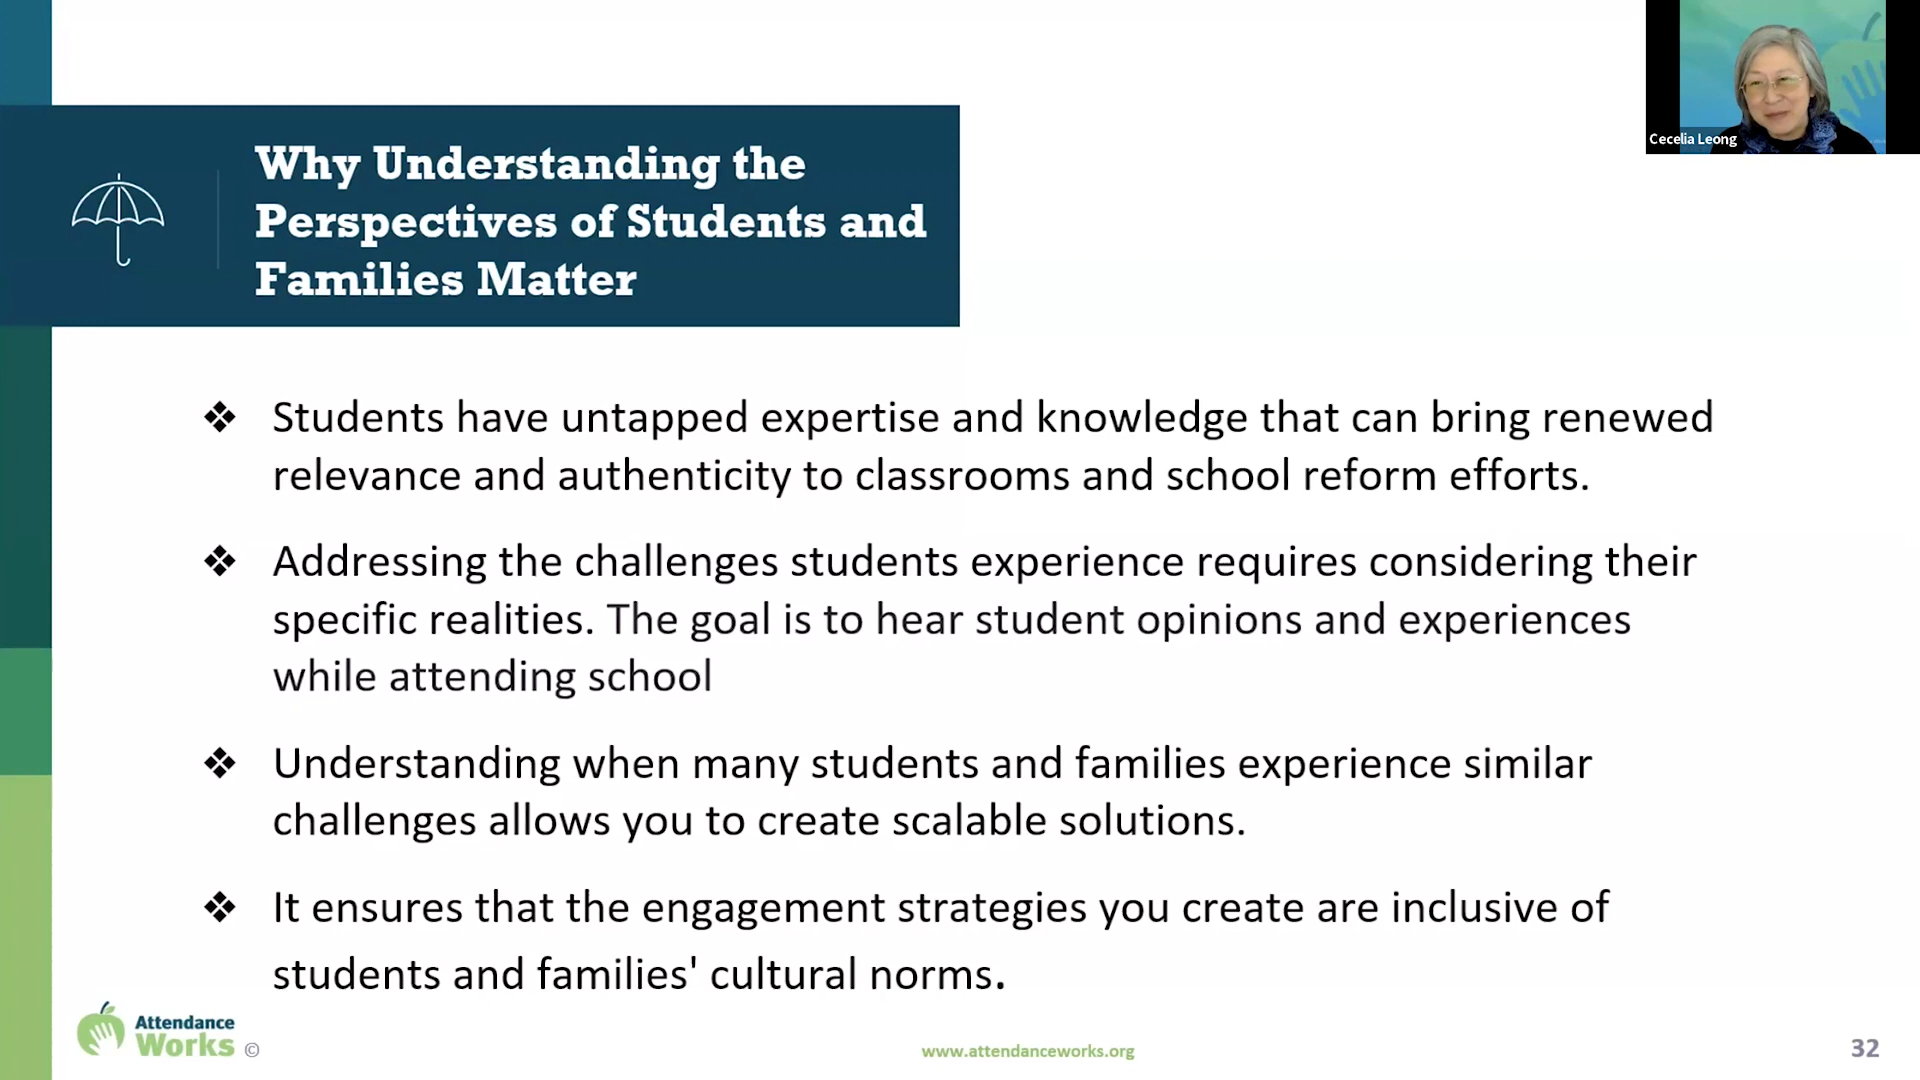 Cecelia Leong
Why Understanding the
Perspectives of Students and
Families Matter
❖ Students have untapped expertise and knowledge that can bring renewed
relevance and authenticity to classrooms and school reform efforts.
❖ Addressing the challenges students experience requires considering their
specific realities. The goal is to hear student opinions and experiences
while attending school
❖ Understanding when many students and families experience similar
challenges allows you to create scalable solutions.
❖ It ensures that the engagement strategies you create are inclusive of
students and families' cultural norms.
Attendance
Works ©
www.attendanceworks.org
32